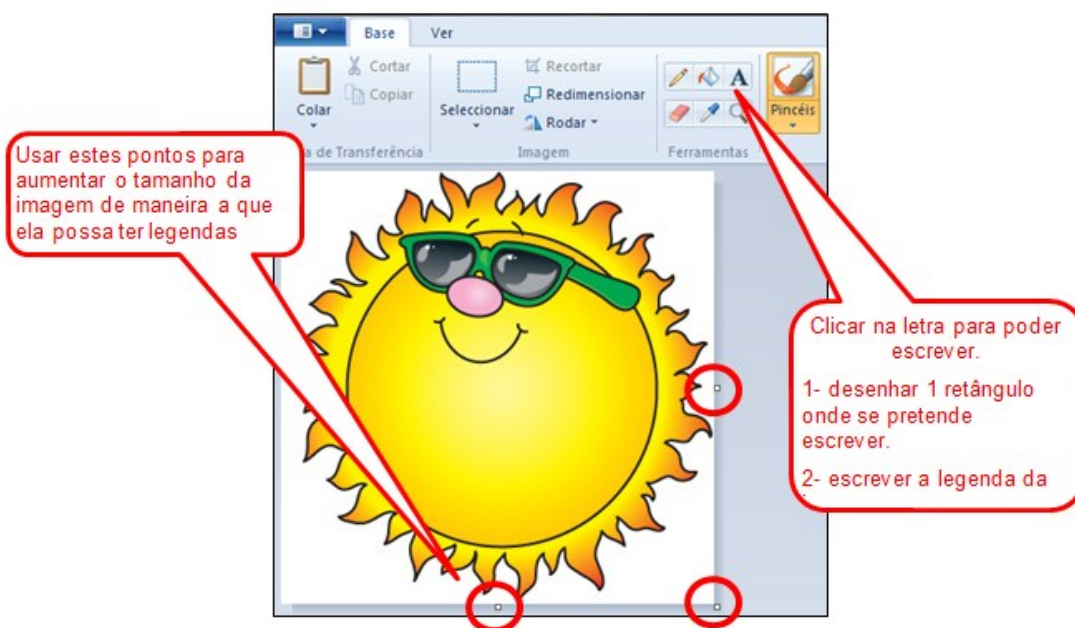 Base Ver
Cortar
Copiar
Colar
Seleccionar
Recortar
Redimensionar
Rodar
A
Pincéis
de Transferência
Imagem
Ferramentas
Usar estes pontos para
aumentar o tamanho da
imagem de maneira a que
ela possa ter legendas
Clicar na letra para poder
escrever.
1- desenhar 1 retângulo
onde se pretende
escrever.
2- escrever a legenda da